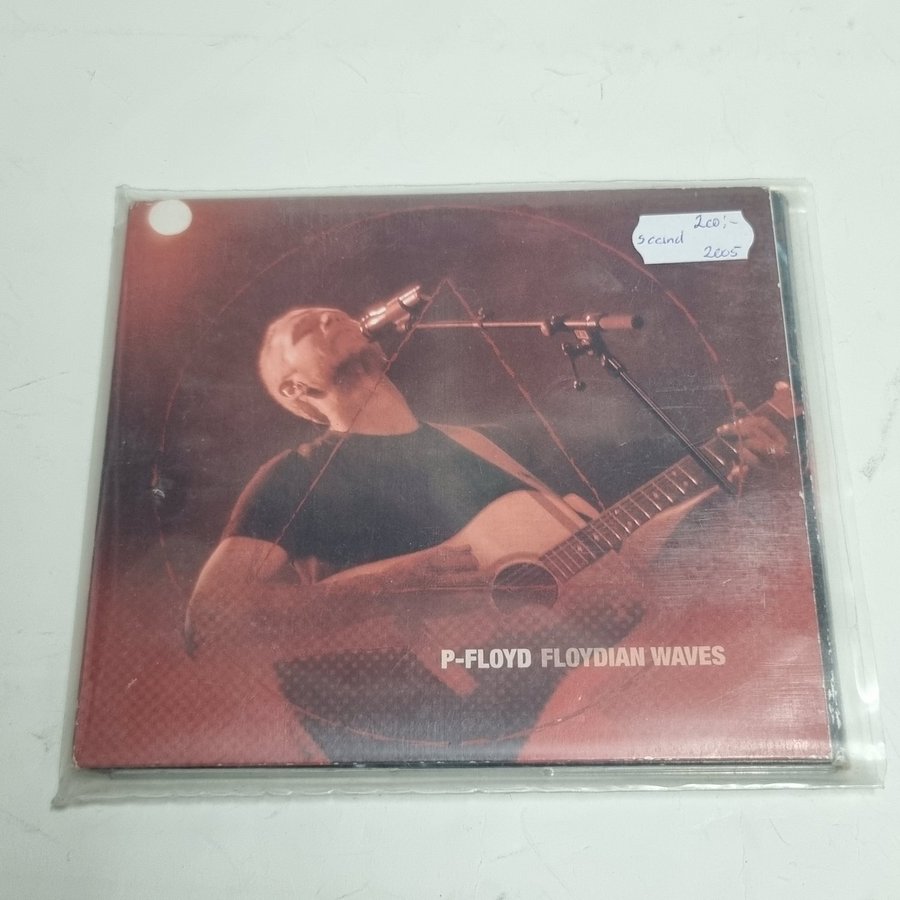 200:-
scand
2005
P-FLOYD FLOYDIAN WAVES